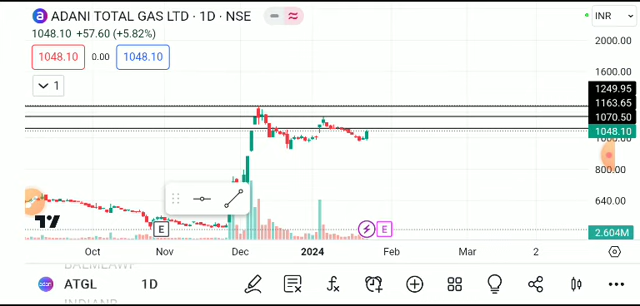 ADANI TOTAL GAS LTD · 1D · NSE
INR
1048.10 +57.60 (+5.82%)
1048.10 0.00 1048.10
1
2000.00
1600.00
1249.95
1163.65
1070.50
1048.10
800.00
640.00
E
E
2.604M
Oct Nov Dec 2024 Feb Mar 2
ATGL 1D